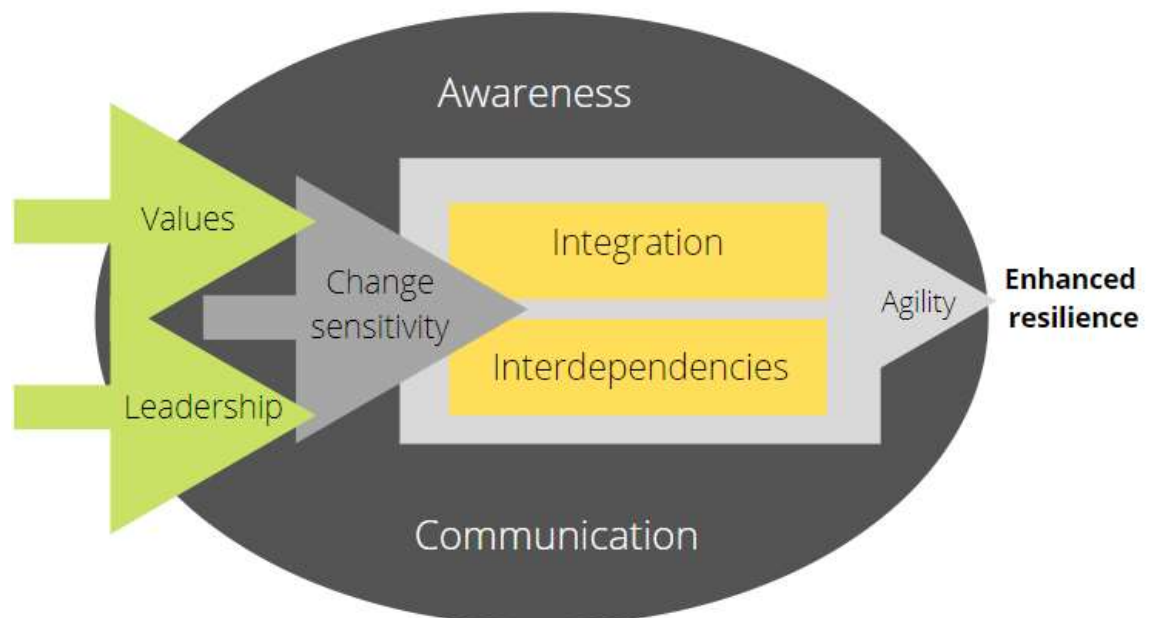 Awareness
Values
Leadership
Change
sensitivity
Integration
Interdependencies
Agility
Enhanced
resilience
Communication